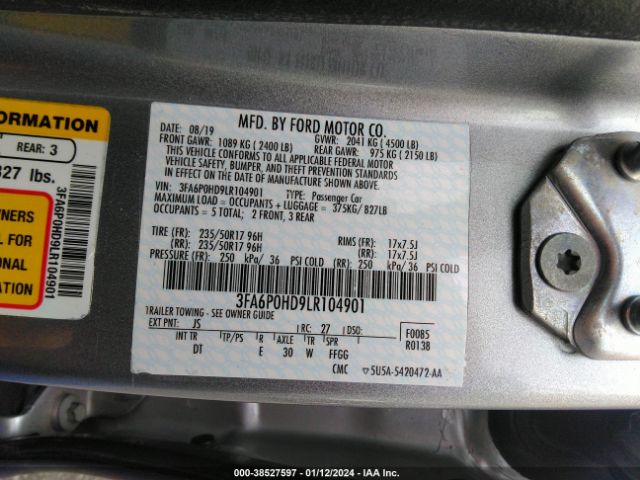 ORMATION
REAR: 3
827 lbs.
3FA6P0HD9LR104901
WNERS
L FOR
ONAL
ATION
MFD. BY FORD MOTOR CO.
DATE: 08/19 GVWR: 2041 KG ( 4500 LB)
FRONT GAWR: 1089 KG ( 2400 LB) REAR GAWR: 975 KG ( 2150 LB)
THIS VEHICLE CONFORMS TO ALL APPLICABLE FEDERAL MOTOR
VEHICLE SAFETY, BUMPER, AND THEFT PREVENTION STANDARDS
IN EFFECT ON THE DATE OF MANUFACTURE SHOWN ABOVE.
VIN: 3FA6P0HD9LR104901 TYPE: Passenger Car
MAXIMUM LOAD = OCCUPANTS + LUGGAGE = 375KG/ 827LB
OCCUPANTS = 5 TOTAL; 2 FRONT, 3 REAR
TIRE (FR): 235/50R17 96H RIMS (FR): 17x7.5J
(RR): 235/50R17 96H (RR): 17x7.5J
PRESSURE (FR): 250 kPa/ 36 PSI COLD (RR): 250 kPa/ 36 PSI COLD
3FA6P0HD9LR104901
TRAILER TOWING - SEE OWNER GUIDE
EXT PNT: JS RC: 27 DSO: F0085
INT TR TP/PS R AXLE TR SPR R0138
DT E 30 W FFGG
CMC 5U5A-5420472-AA
000-38527597 - 01/12/2024 - IAA Inc.